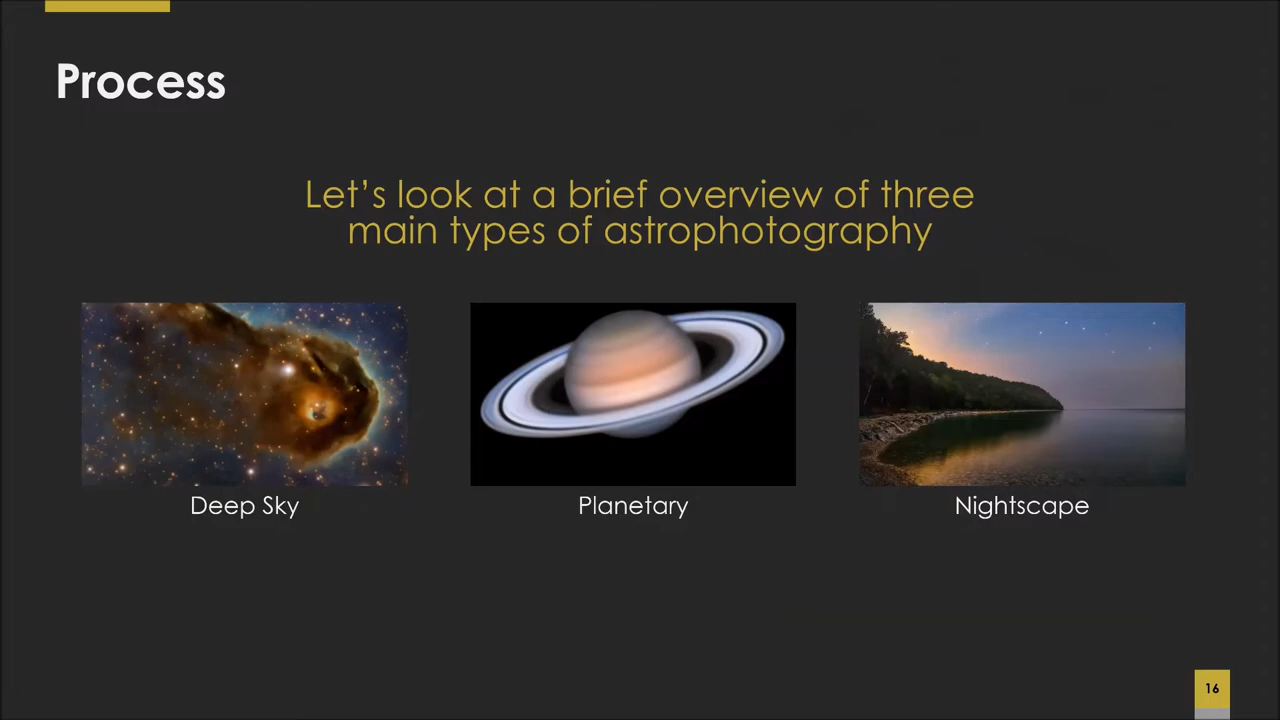 Process
Let’s look at a brief overview of three
main types of astrophotography
Deep Sky
Planetary
Nightscape
16